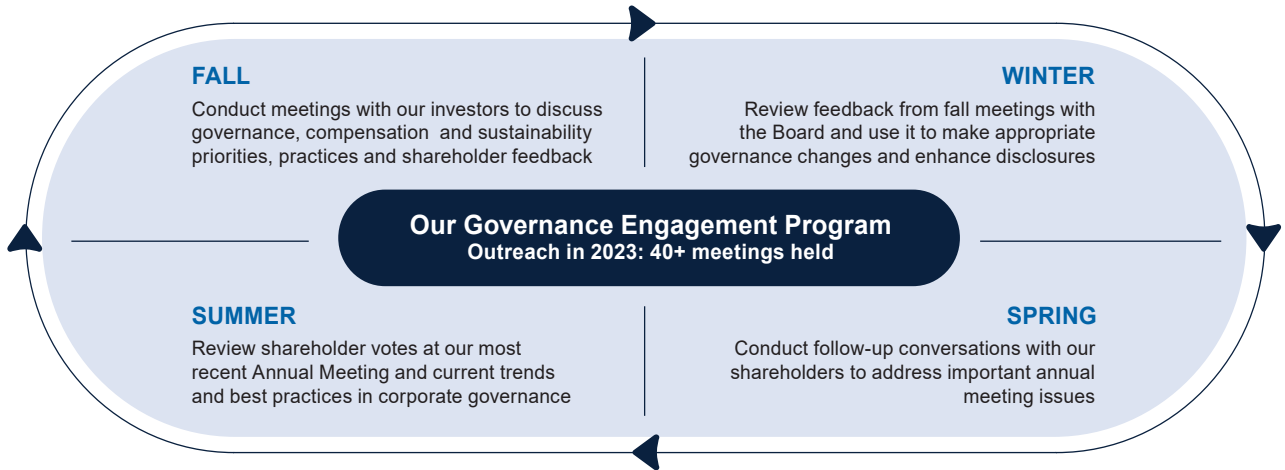 FALL
Conduct meetings with our investors to discuss
governance, compensation and sustainability
priorities, practices and shareholder feedback
WINTER
Review feedback from fall meetings with
the Board and use it to make appropriate
governance changes and enhance disclosures
Our Governance Engagement Program
Outreach in 2023: 40+ meetings held
SUMMER
Review shareholder votes at our most
recent Annual Meeting and current trends
and best practices in corporate governance
SPRING
Conduct follow-up conversations with our
shareholders to address important annual
meeting issues